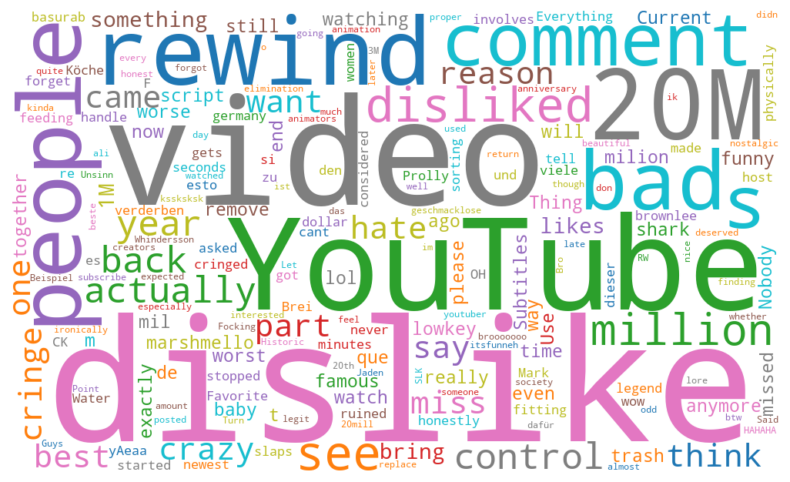 basurab
something
still
watching
involves
Everything
Current
didn
proper
ik
going
animation
rewind
comment
women
posted
every
quite
honest
Köche
forget
o
forgot
3M
later
elimination
people
kinda
feeding
together
script
came
worse
handle
germany
want
reason
disliked
20M
physically
1M
animators
much
anniversary
now
day
ali
Unsinn
watched
re
gets
seconds
si
zu
end
den
considered
esto
viele
sorting
Prolly
will
tell
used
return
beautiful
nostalgic
milion
made
funny
host
bad
s
video
YouTube
dislike
year
remove
verderben
beste
ksksksk
ist
das
und
well
though
don
geschmacklose
im
hate
ago
dollar
cant
please
likes
Thing
brownlee
shark
late
deserved
RW
nice
finding
Nobody
one
back
es
Whindersson
creators
asked
cringed
Beispiel
subscribe
expected
got
Let
lol
OH
Bro
dieser
actually
mil
Brei
part
never
lowkey
Subtitles
way
Use
broooooo
itsfunneh
youtuber
million
whether
cringe
ironically
m
CK
marshmello
especially
Focking
interested
feel
minutes
Historic
say
time
exactly
de
worst
que
Point
Water
yAeaa
stopped
20th
Jaden
famous
watch
really
Mark
society
*someone
even
legend
missed
wow
lore
Said
odd
btw
anymore
HAHAHA
Favorite
baby
t
ruined
SLK
miss
fitting
amount
posted
Turn
legit
20mill
honestly
dafür
trash
Guys
best
started
newest
crazy
slaps
replace
see
bring
control
almost
think